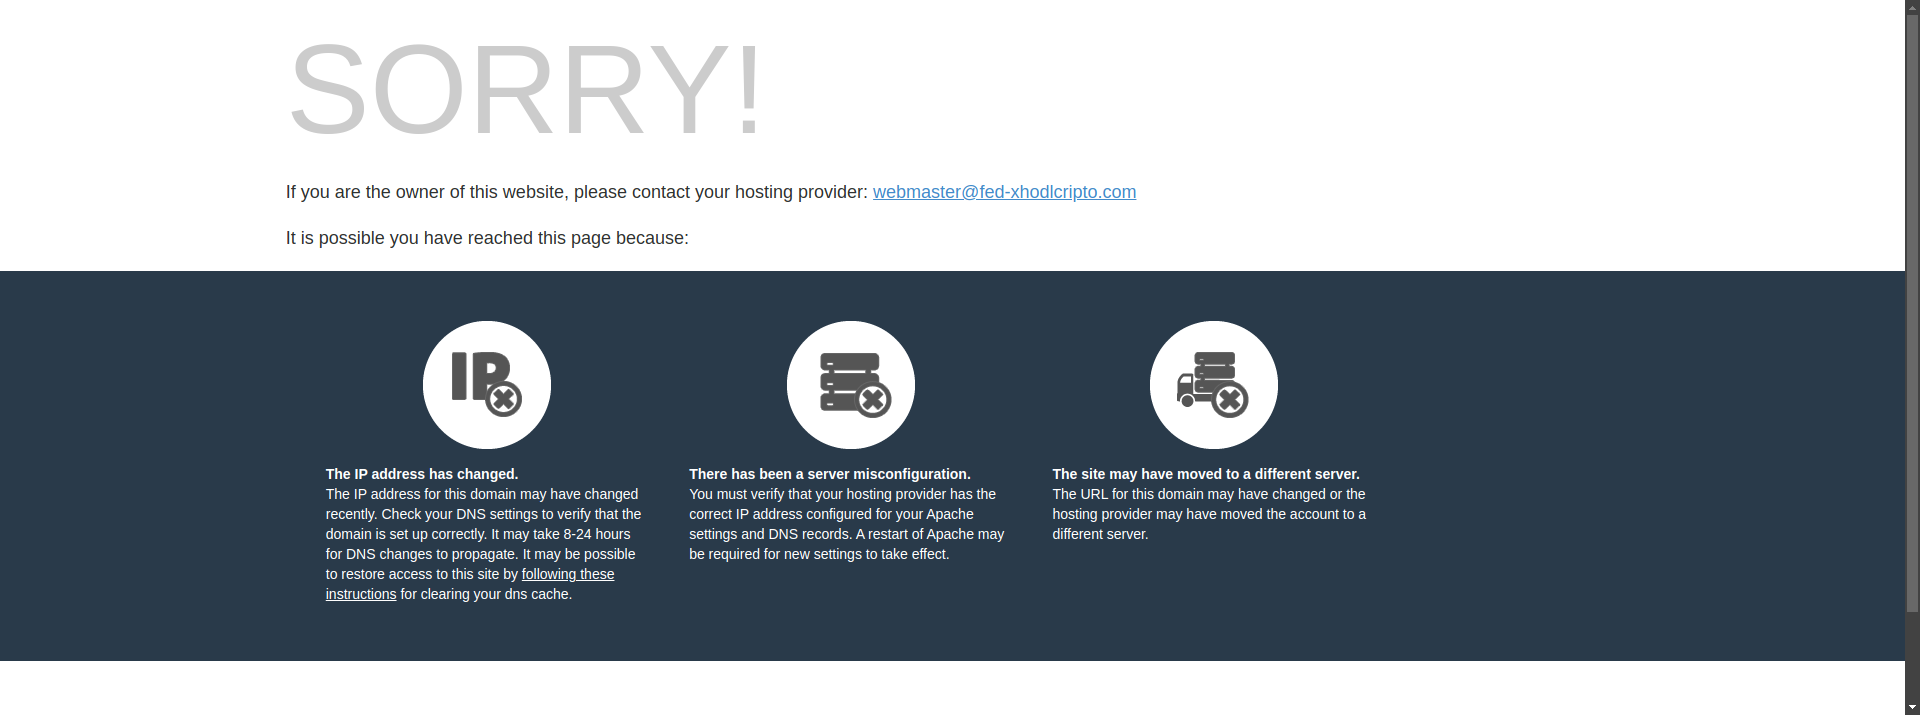 SORRY!
If you are the owner of this website, please contact your hosting provider: webmaster@fed-xhodlcripto.com
It is possible you have reached this page because:
IP
The IP address has changed.
The IP address for this domain may have changed
recently. Check your DNS settings to verify that the
domain is set up correctly. It may take 8-24 hours
for DNS changes to propagate. It may be possible
to restore access to this site by following these
instructions for clearing your dns cache.
There has been a server misconfiguration.
You must verify that your hosting provider has the
correct IP address configured for your Apache
settings and DNS records. A restart of Apache may
be required for new settings to take effect.
The site may have moved to a different server.
The URL for this domain may have changed or the
hosting provider may have moved the account to a
different server.